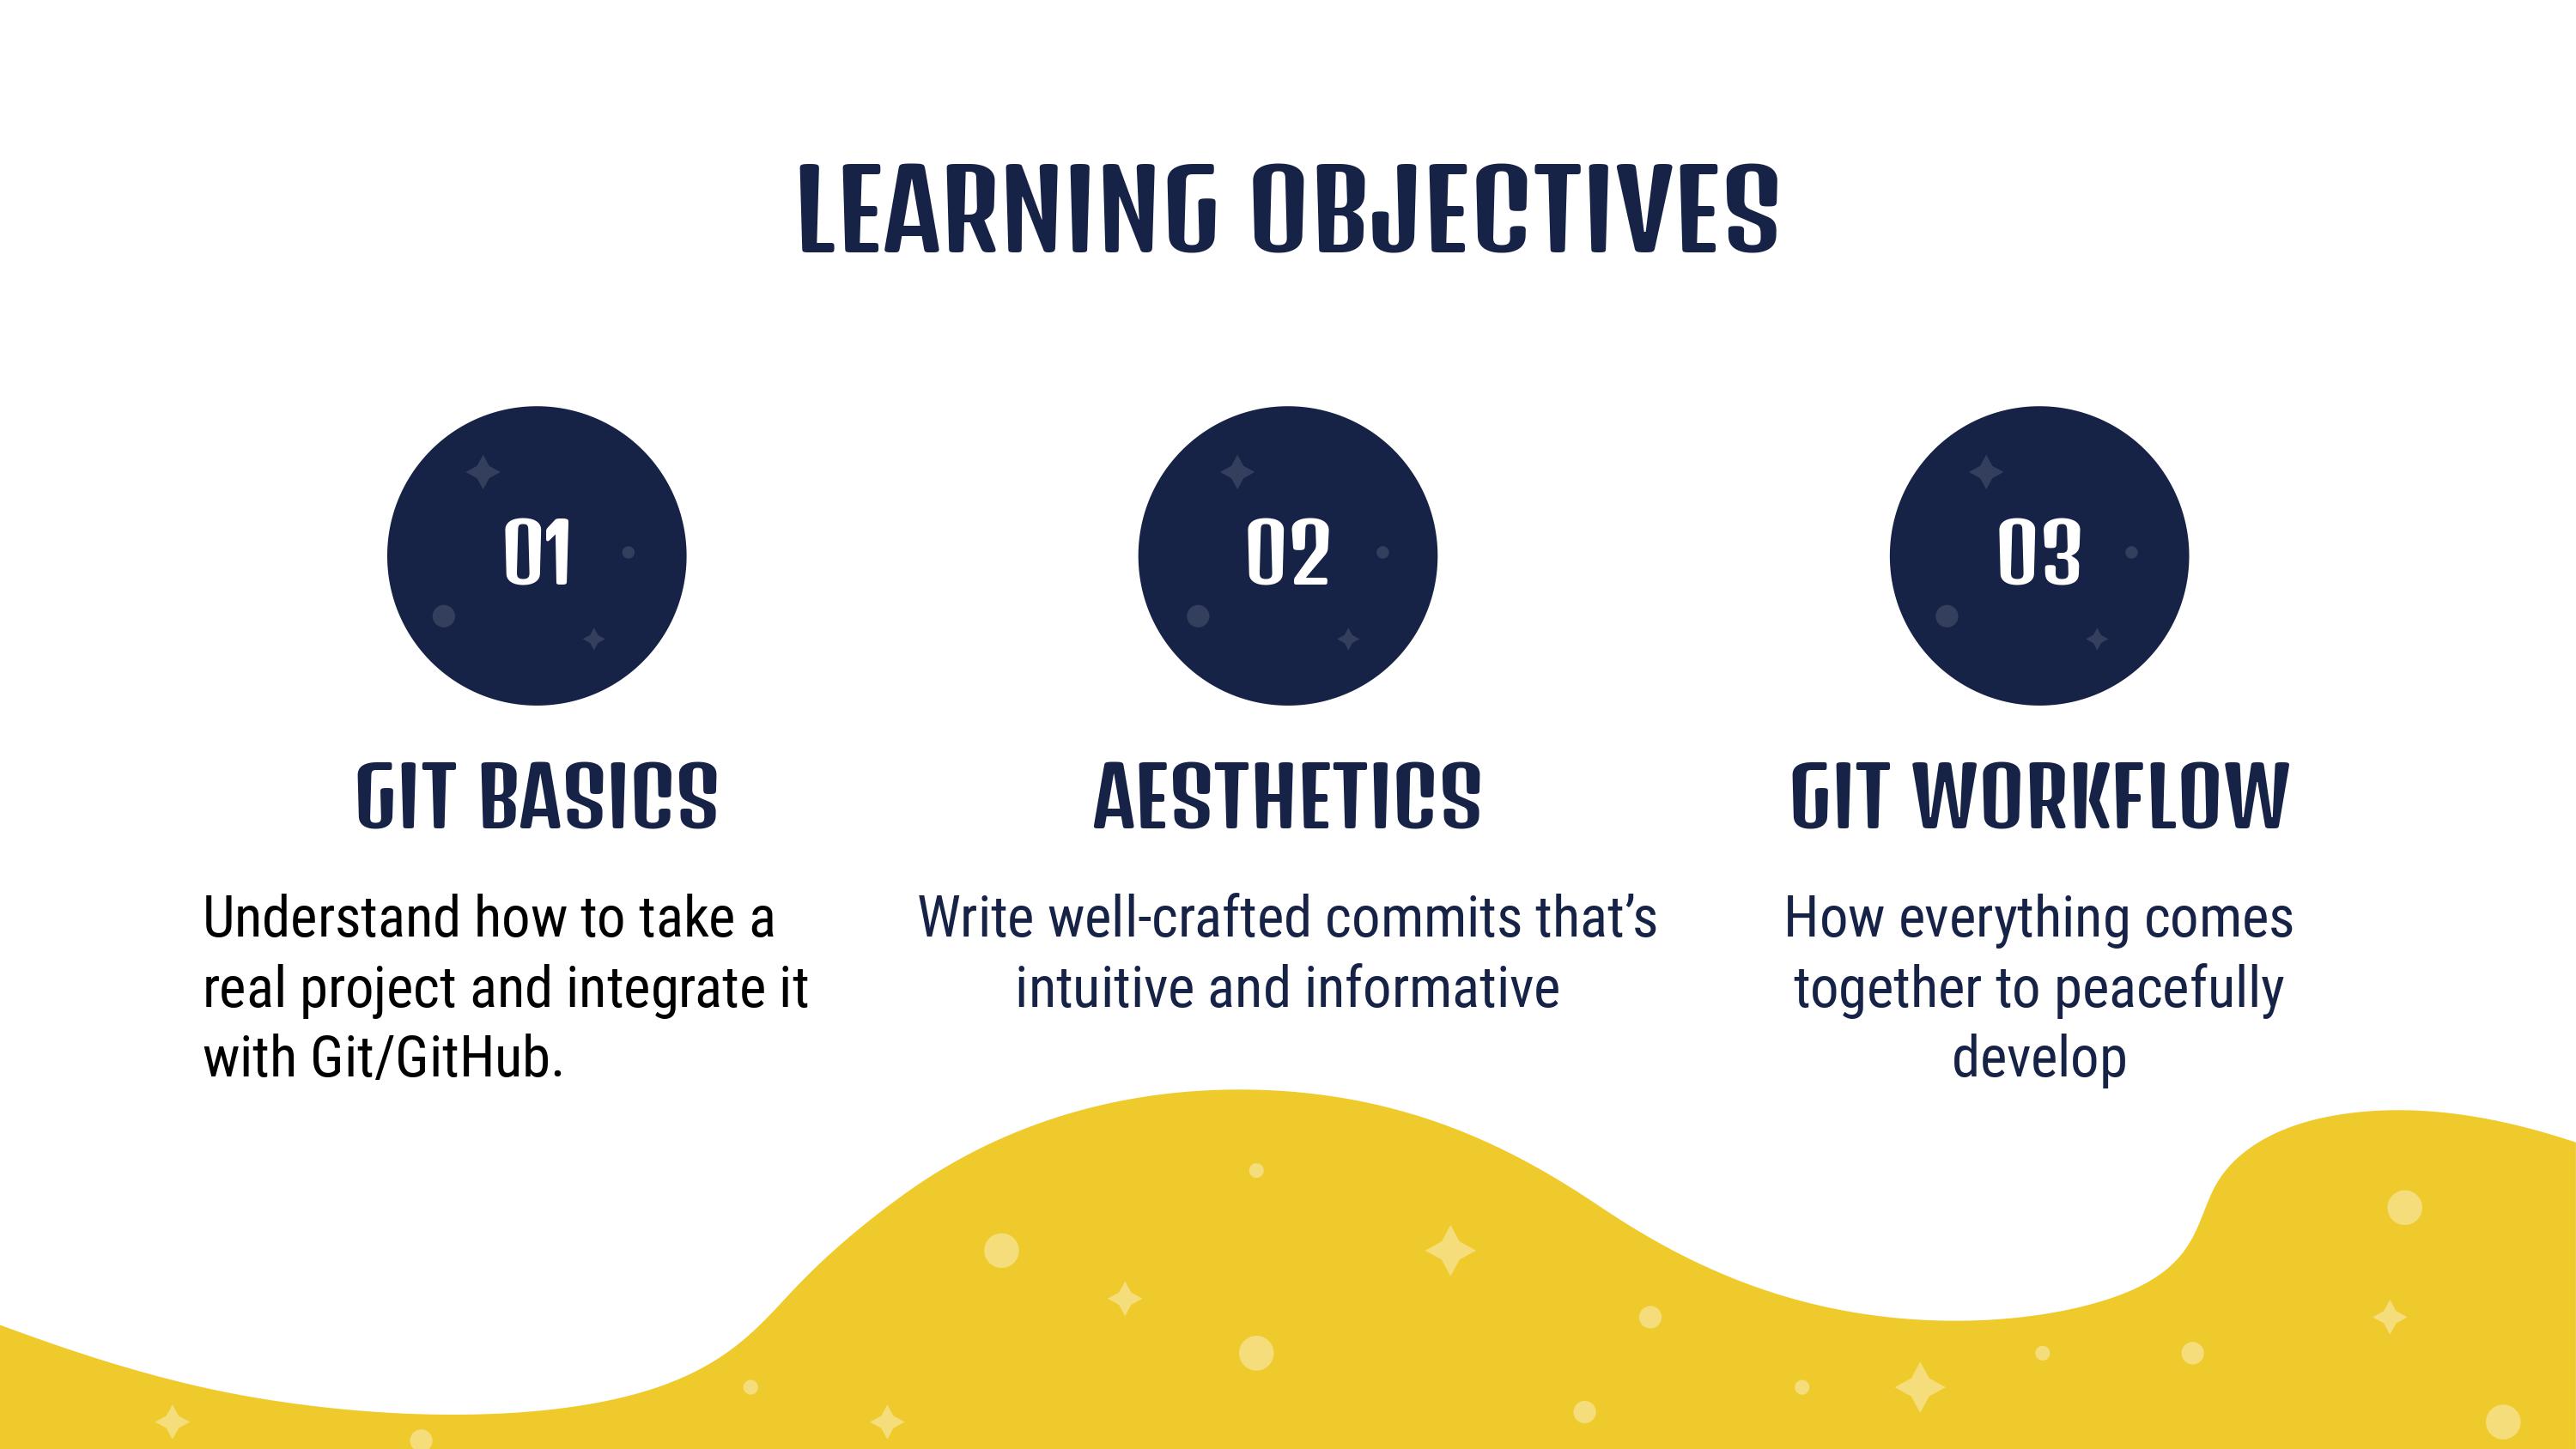 LEARNING OBJECTIVES
01
GIT BASICS
Understand how to take a
real project and integrate it
with Git/GitHub.
02
AESTHETICS
Write well-crafted commits that’s
intuitive and informative
03
GIT WORKFLOW
How everything comes
together to peacefully
develop